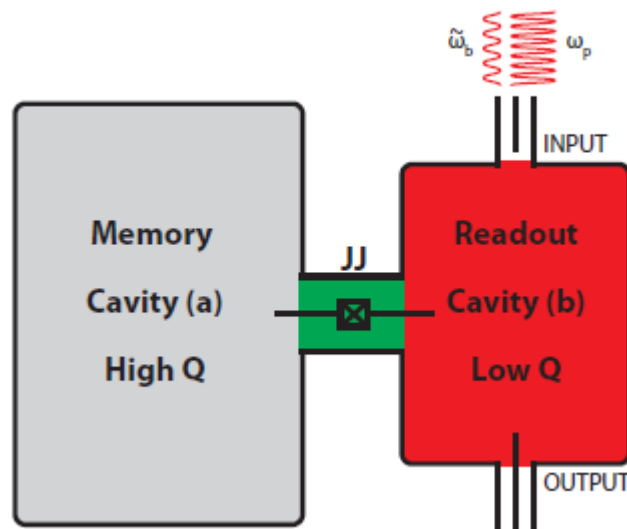 ω̃b ωp
INPUT
Memory
Cavity (a)
High Q
JJ
Readout
Cavity (b)
Low Q
OUTPUT